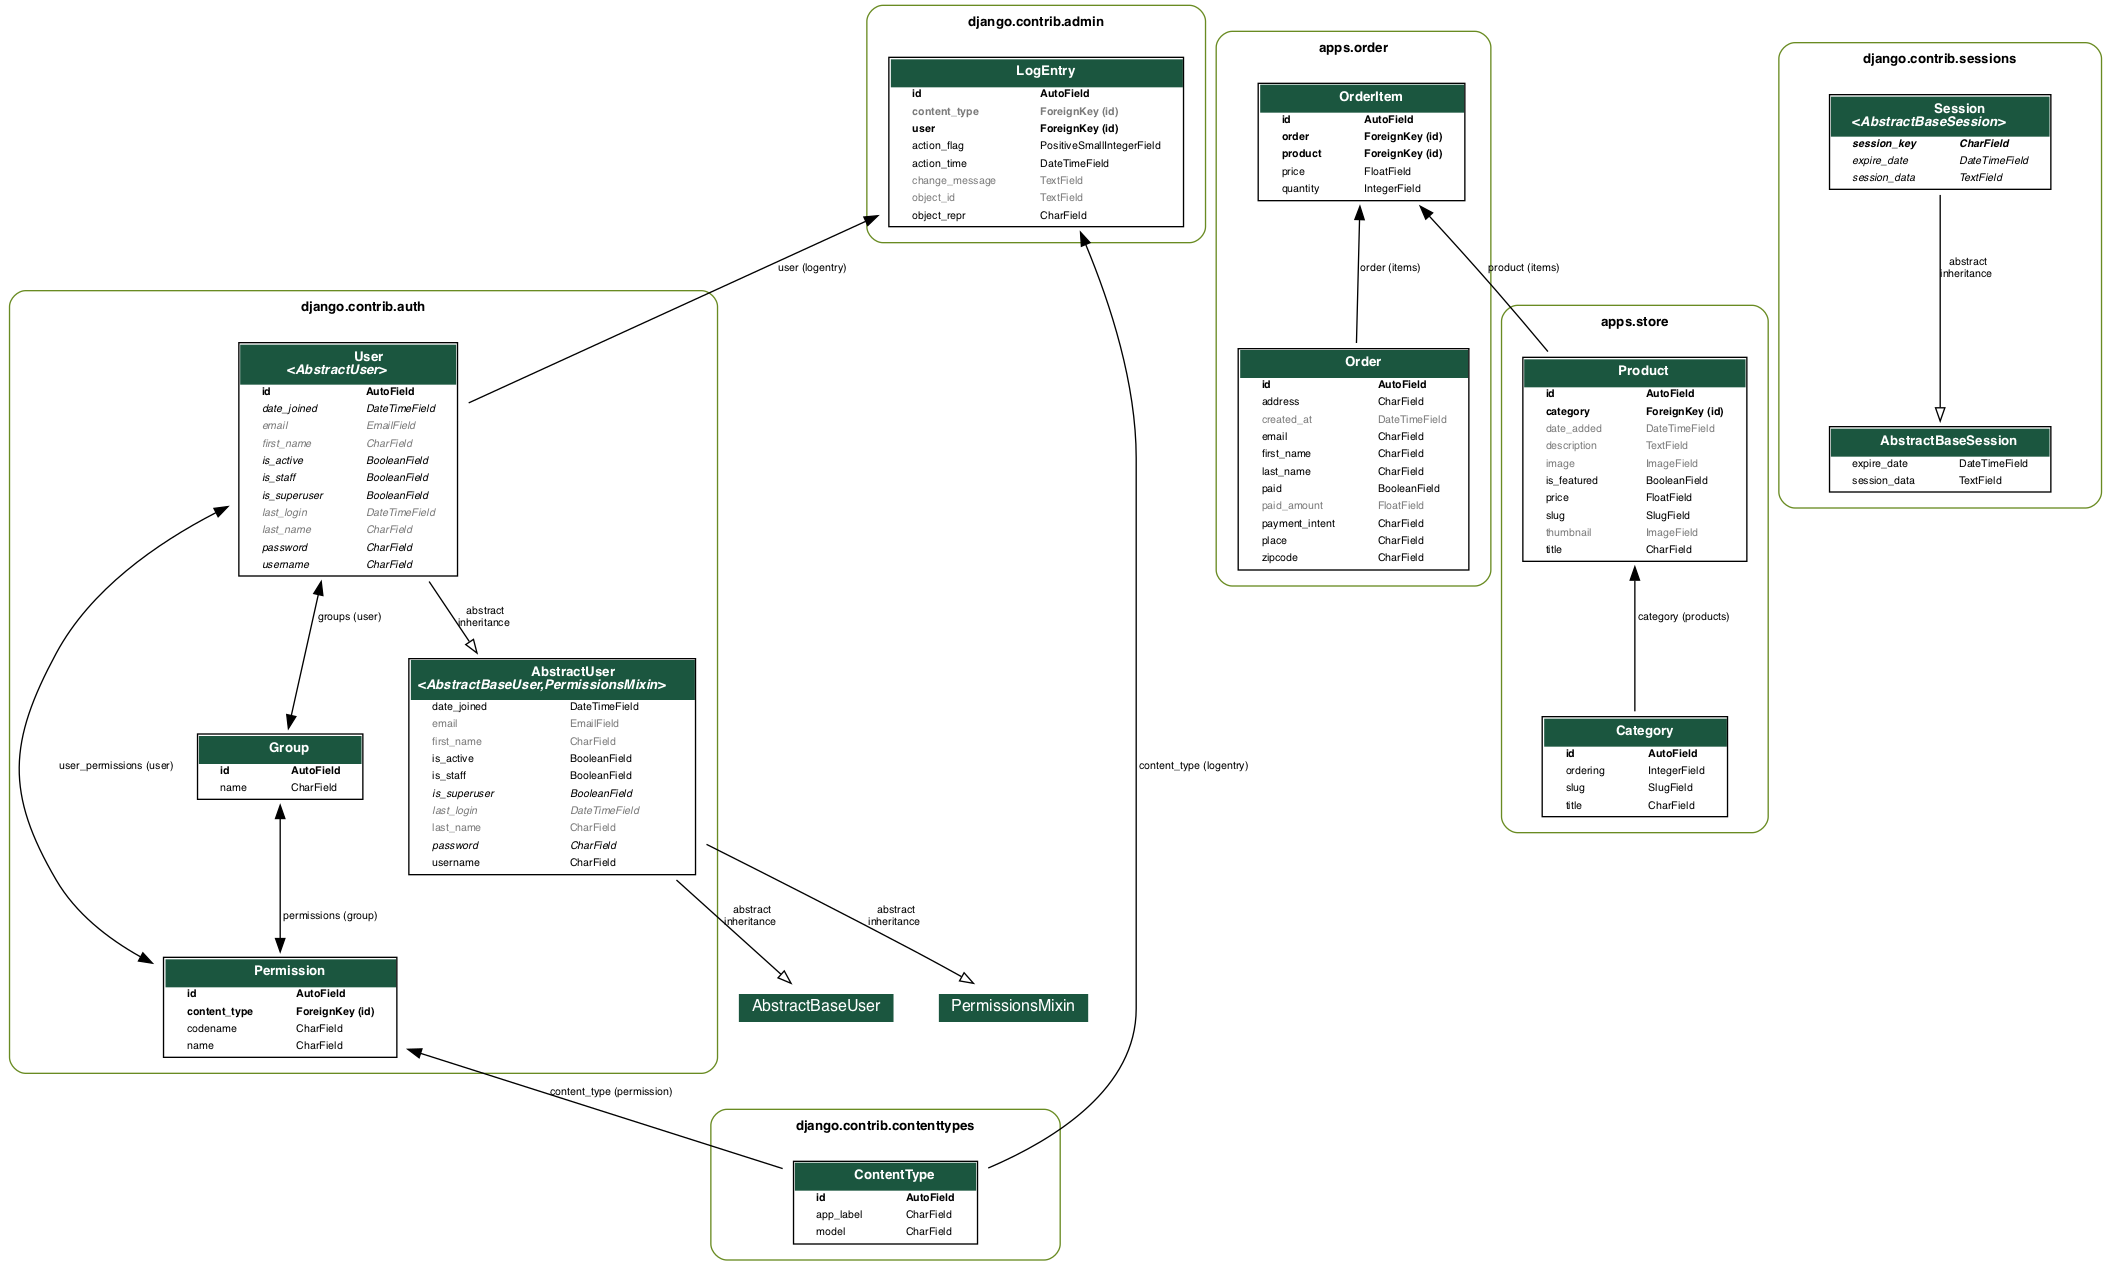 django.contrib.admin
LogEntry
id AutoField
content_type ForeignKey (id)
user ForeignKey (id)
action_flag PositiveSmallIntegerField
action_time DateTimeField
change_message TextField
object_id TextField
object_repr CharField
apps.order
OrderItem
id AutoField
order ForeignKey (id)
product ForeignKey (id)
price FloatField
quantity IntegerField
django.contrib.sessions
Session
<AbstractBaseSession>
session_key CharField
expire_date DateTimeField
session_data TextField
user (logentry)
order (items)
product (items)
abstract
inheritance
django.contrib.auth
User
<AbstractUser>
id AutoField
date_joined DateTimeField
email EmailField
first_name CharField
is_active BooleanField
is_staff BooleanField
is_superuser BooleanField
last_login DateTimeField
last_name CharField
password CharField
username CharField
Order
id AutoField
address CharField
created_at DateTimeField
email CharField
first_name CharField
last_name CharField
paid BooleanField
paid_amount FloatField
payment_intent CharField
place CharField
zipcode CharField
apps.store
Product
id AutoField
category ForeignKey (id)
date_added DateTimeField
description TextField
image ImageField
is_featured BooleanField
price FloatField
slug SlugField
thumbnail ImageField
title CharField
AbstractBaseSession
expire_date DateTimeField
session_data TextField
groups (user)
abstract
inheritance
category (products)
AbstractUser
<AbstractBaseUser,PermissionsMixin>
date_joined DateTimeField
email EmailField
first_name CharField
is_active BooleanField
is_staff BooleanField
is_superuser BooleanField
last_login DateTimeField
last_name CharField
password CharField
username CharField
user_permissions (user)
Group
id AutoField
name CharField
content_type (logentry)
Category
id AutoField
ordering IntegerField
slug SlugField
title CharField
permissions (group)
abstract
inheritance
abstract
inheritance
Permission
id AutoField
content_type ForeignKey (id)
codename CharField
name CharField
AbstractBaseUser
PermissionsMixin
content_type (permission)
django.contrib.contenttypes
ContentType
id AutoField
app_label CharField
model CharField